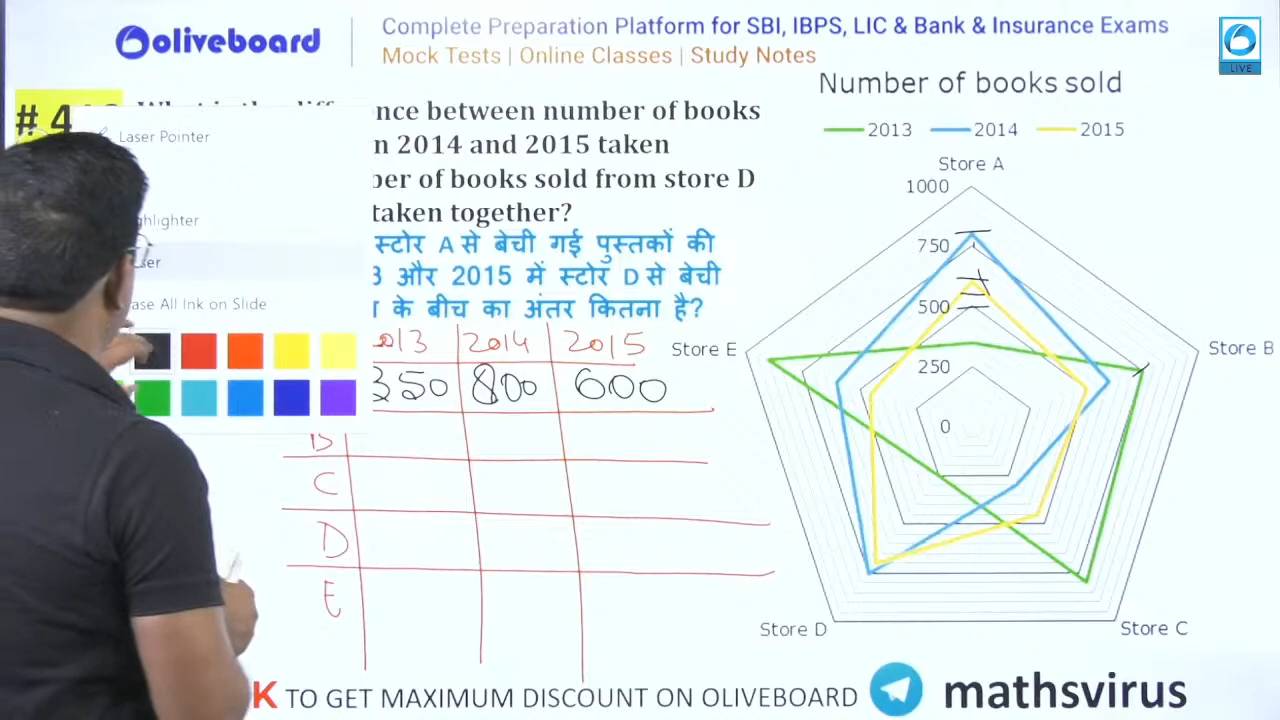 oliveboard
Complete Preparation Platform for SBI, IBPS, LIC & Bank & Insurance Exams
Mock Tests | Online Classes | Study Notes
LIVE
# 4
nce between number of books
n 2014 and 2015 taken
ber of books sold from store D
taken together?
स्टोर A से बेची गई पुस्तकों की
3 और 2015 में स्टोर D से बेची
के बीच का अंतर कितना है?
Laser Pointer
ghlighter
ser
ase All Ink on Slide
013 2014 2015
350 800 600
B
C
D
E
Number of books sold
2013 2014 2015
Store A
1000
750
500
250
0
Store E
Store B
Store D
Store C
K TO GET MAXIMUM DISCOUNT ON OLIVEBOARD
mathsvirus